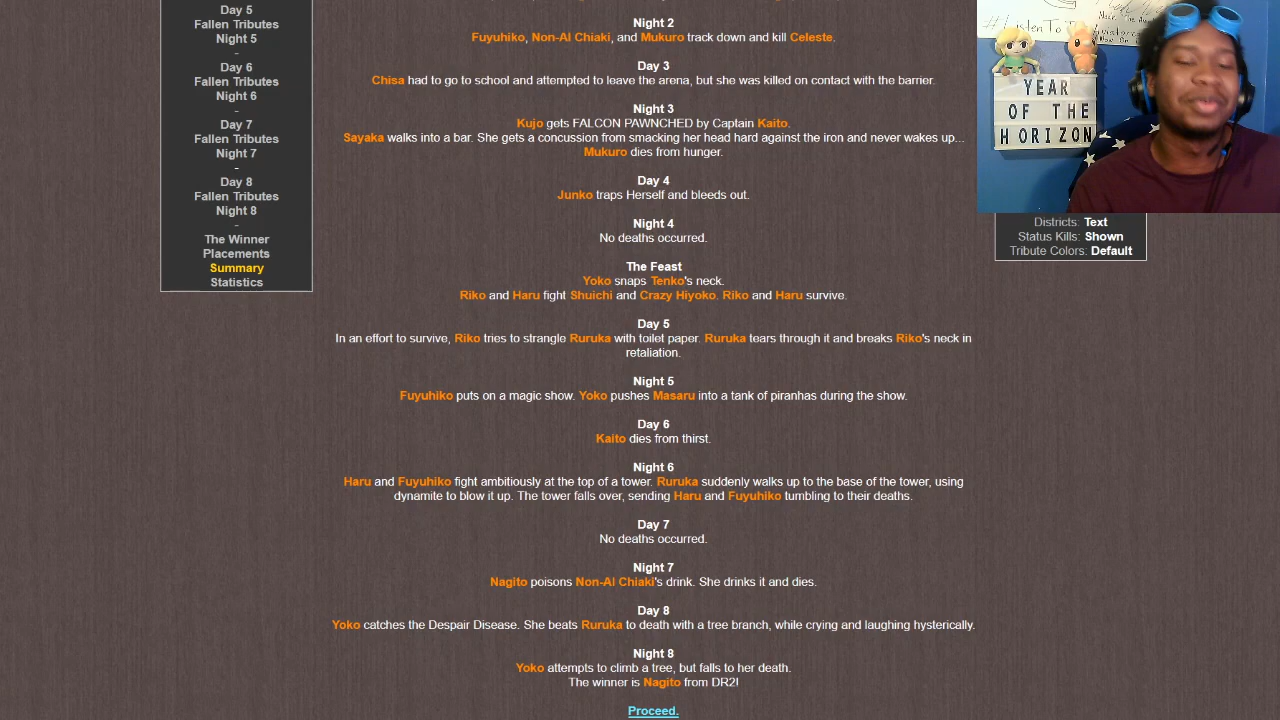 Day 5
Fallen Tributes
Night 5
-
Day 6
Fallen Tributes
Night 6
-
Day 7
Fallen Tributes
Night 7
-
Day 8
Fallen Tributes
Night 8
-
The Winner
Placements
Summary
Statistics
Night 2
Fuyuhiko, Non-AI Chiaki, and Mukuro track down and kill Celeste.
Day 3
Chisa had to go to school and attempted to leave the arena, but she was killed on contact with the barrier.
Night 3
Kujo gets FALCON PAWNCHED by Captain Kaito.
Sayaka walks into a bar. She gets a concussion from smacking her head hard against the iron and never wakes up...
Mukuro dies from hunger.
Day 4
Junko traps Herself and bleeds out.
Night 4
No deaths occurred.
The Feast
Yoko snaps Tenko's neck.
Riko and Haru fight Shuichi and Crazy Hiyoko. Riko and Haru survive.
Day 5
In an effort to survive, Riko tries to strangle Ruruka with toilet paper. Ruruka tears through it and breaks Riko's neck in
retaliation.
Night 5
Fuyuhiko puts on a magic show. Yoko pushes Masaru into a tank of piranhas during the show.
Day 6
Kaito dies from thirst.
Night 6
Haru and Fuyuhiko fight ambitiously at the top of a tower. Ruruka suddenly walks up to the base of the tower, using
dynamite to blow it up. The tower falls over, sending Haru and Fuyuhiko tumbling to their deaths.
Day 7
No deaths occurred.
Night 7
Nagito poisons Non-AI Chiaki's drink. She drinks it and dies.
Day 8
Yoko catches the Despair Disease. She beats Ruruka to death with a tree branch, while crying and laughing hysterically.
Night 8
Yoko attempts to climb a tree, but falls to her death.
The winner is Nagito from DR2!
Proceed.
YEAR
OF THE
HORIZON
Districts: Text
Status Kills: Shown
Tribute Colors: Default